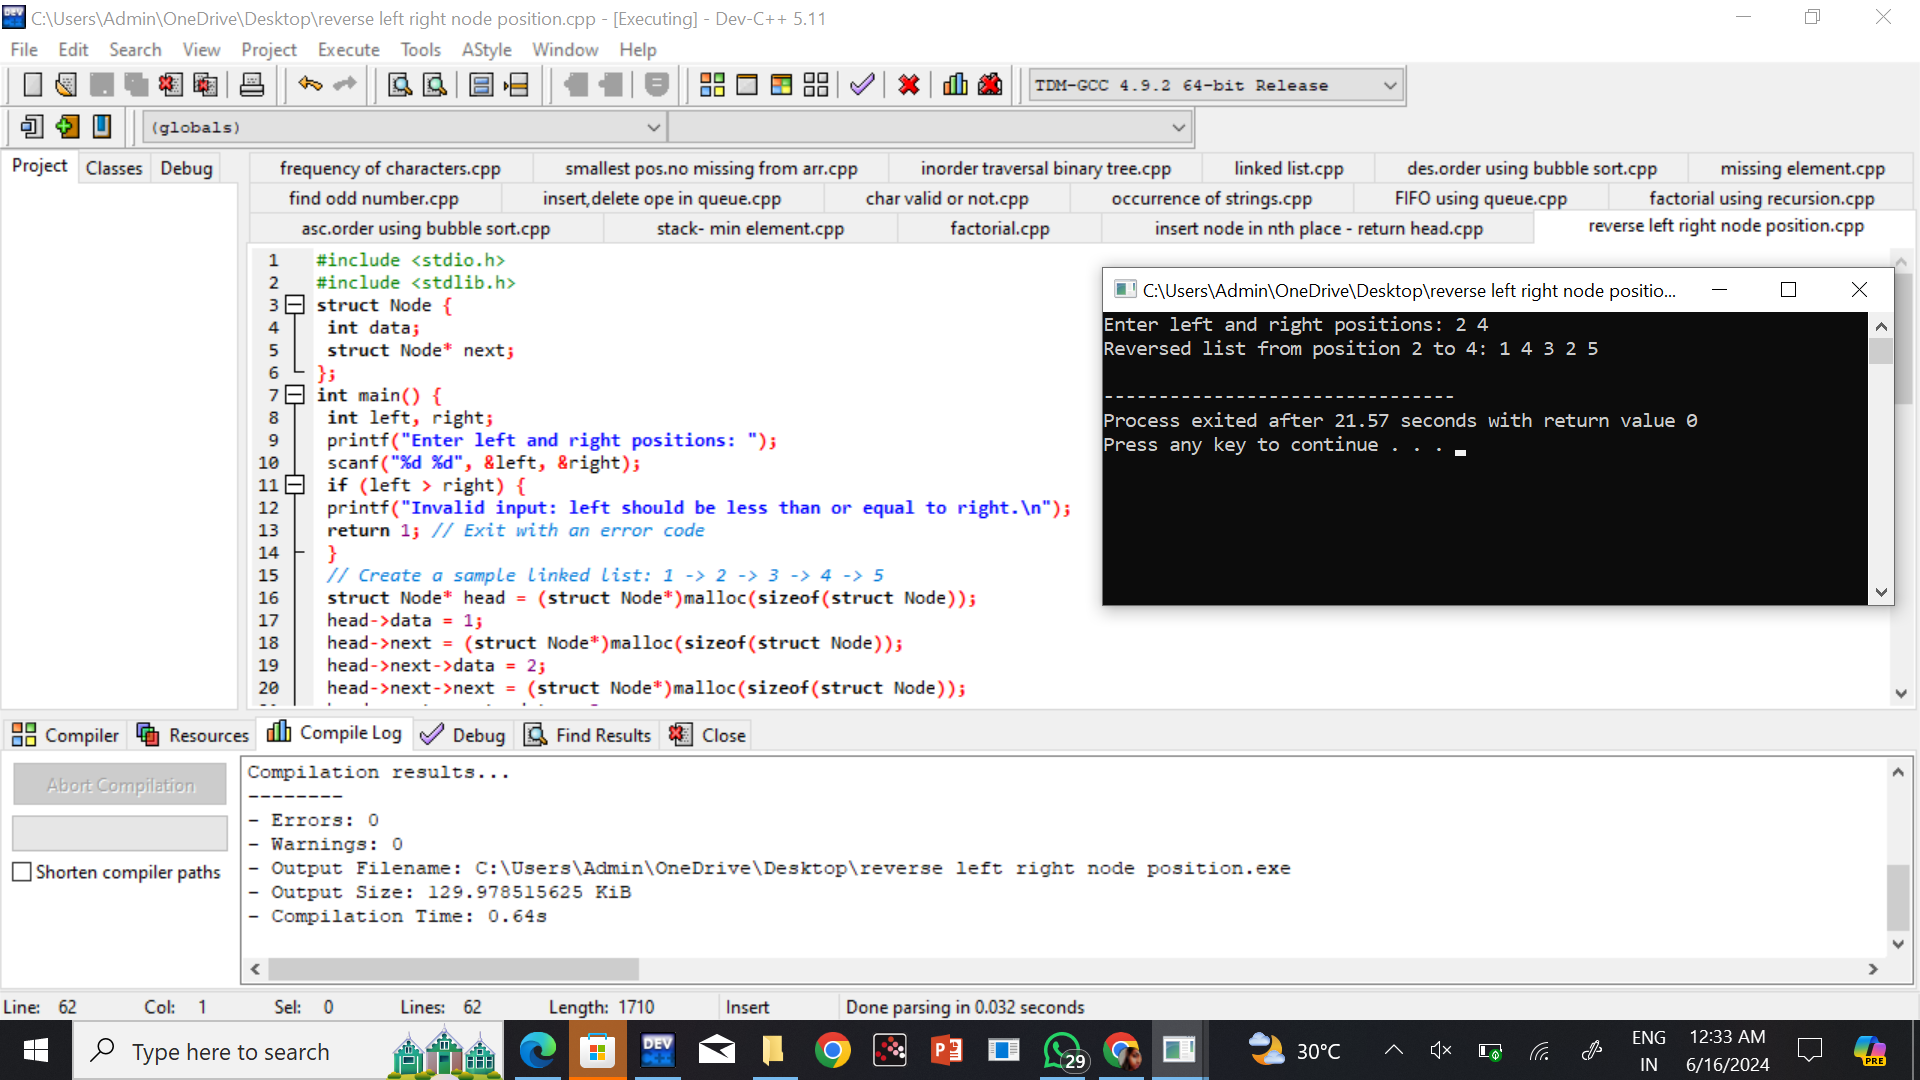 C:\Users\Admin\OneDrive\Desktop\reverse left right node position.cpp - [Executing] - Dev-C++ 5.11
File Edit Search View Project Execute Tools AStyle Window Help
TDM-GCC 4.9.2 64-bit Release
(globals)
Project Classes Debug
frequency of characters.cpp smallest pos.no missing from arr.cpp inorder traversal binary tree.cpp linked list.cpp des.order using bubble sort.cpp missing element.cpp
find odd number.cpp insert,delete ope in queue.cpp char valid or not.cpp occurrence of strings.cpp FIFO using queue.cpp factorial using recursion.cpp
asc.order using bubble sort.cpp stack- min element.cpp factorial.cpp insert node in nth place - return head.cpp reverse left right node position.cpp
1 #include <stdio.h>
2 #include <stdlib.h>
3 struct Node {
4 int data;
5 struct Node* next;
6 };
7 int main() {
8 int left, right;
9 printf("Enter left and right positions: ");
10 scanf("%d %d", &left, &right);
11 if (left > right) {
12 printf("Invalid input: left should be less than or equal to right.\n");
13 return 1; // Exit with an error code
14 }
15 // Create a sample linked list: 1 -> 2 -> 3 -> 4 -> 5
16 struct Node* head = (struct Node*)malloc(sizeof(struct Node));
17 head->data = 1;
18 head->next = (struct Node*)malloc(sizeof(struct Node));
19 head->next->data = 2;
20 head->next->next = (struct Node*)malloc(sizeof(struct Node));
C:\Users\Admin\OneDrive\Desktop\reverse left right node positio...
Enter left and right positions: 2 4
Reversed list from position 2 to 4: 1 4 3 2 5
--------------------------------
Process exited after 21.57 seconds with return value 0
Press any key to continue . . .
Compiler Resources Compile Log Debug Find Results Close
Abort Compilation
Shorten compiler paths
Compilation results...
--------
- Errors: 0
- Warnings: 0
- Output Filename: C:\Users\Admin\OneDrive\Desktop\reverse left right node position.exe
- Output Size: 129.978515625 KiB
- Compilation Time: 0.64s
Line: 62 Col: 1 Sel: 0 Lines: 62 Length: 1710 Insert Done parsing in 0.032 seconds
Type here to search
DEV
29
30°C
ENG
IN
12:33 AM
6/16/2024
PRE